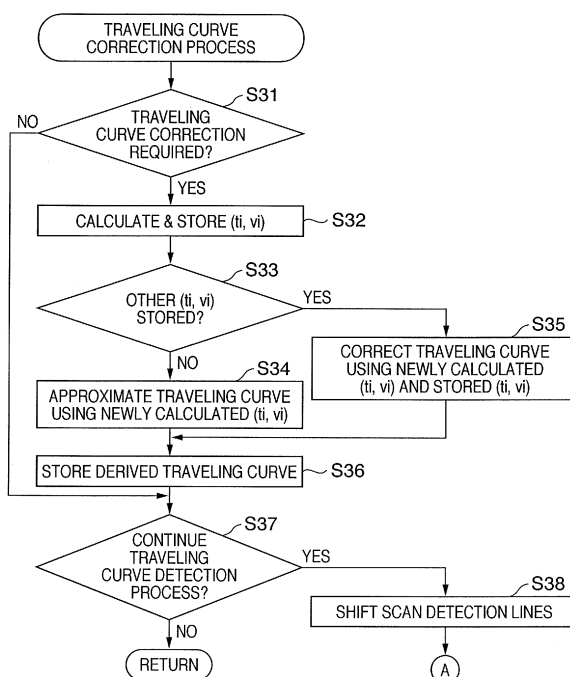 TRAVELING CURVE
CORRECTION PROCESS
S31
TRAVELING
CURVE CORRECTION
REQUIRED?
NO
YES
CALCULATE & STORE (ti, vi)
S32
S33
OTHER (ti, vi)
STORED?
YES
NO
S34
APPROXIMATE TRAVELING CURVE
USING NEWLY CALCULATED (ti, vi)
S35
CORRECT TRAVELING CURVE
USING NEWLY CALCULATED
(ti, vi) AND STORED (ti, vi)
STORE DERIVED TRAVELING CURVE
S36
S37
CONTINUE
TRAVELING
CURVE DETECTION
PROCESS?
YES
NO
S38
SHIFT SCAN DETECTION LINES
RETURN
A